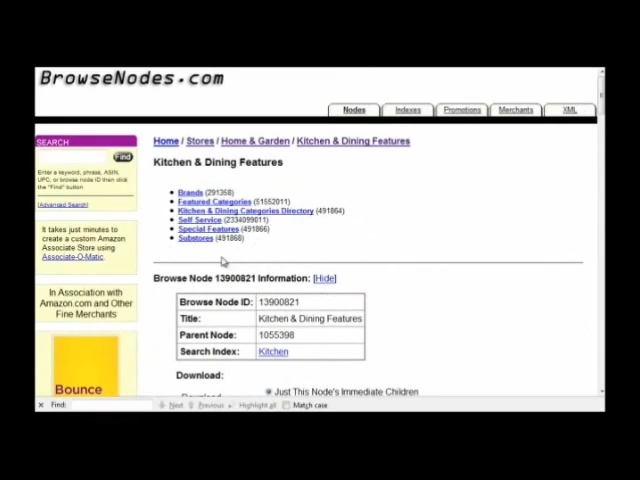 BrowseNodes.com
Nodes Indexes Promotions Merchants XML
SEARCH
Find
Enter a keyword, phrase, ASIN,
UPC, or browse node ID then click
the "Find" button
[Advanced Search]
It takes just minutes to
create a custom Amazon
Associate Store using
Associate-O-Matic.
In Association with
Amazon.com and Other
Fine Merchants
Bounce
Home / Stores / Home & Garden / Kitchen & Dining Features
Kitchen & Dining Features
Brands (291358)
Featured Categories (51552011)
Kitchen & Dining Categories Directory (491864)
Self Service (2334099011)
Special Features (491866)
Substores (491868)
Browse Node 13900821 Information: [Hide]
Browse Node ID: 13900821
Title: Kitchen & Dining Features
Parent Node: 1055398
Search Index: Kitchen
Download:
Download
Just This Node's Immediate Children
Find: Next Previous Highlight all Match case